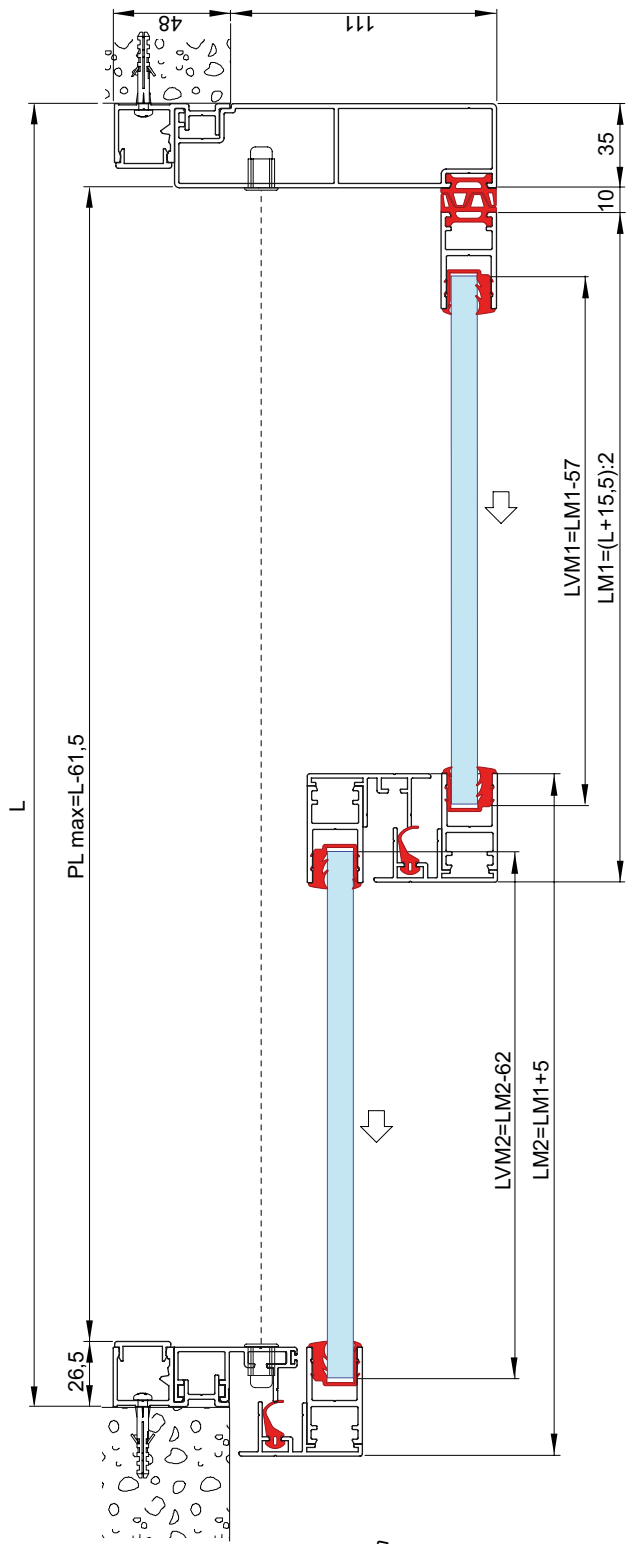 48
111
L
PL max=L-61,5
26,5
35
10
LVM1=LM1-57
LM1=(L+15,5):2
LVM2=LM2-62
LM2=LM1+5